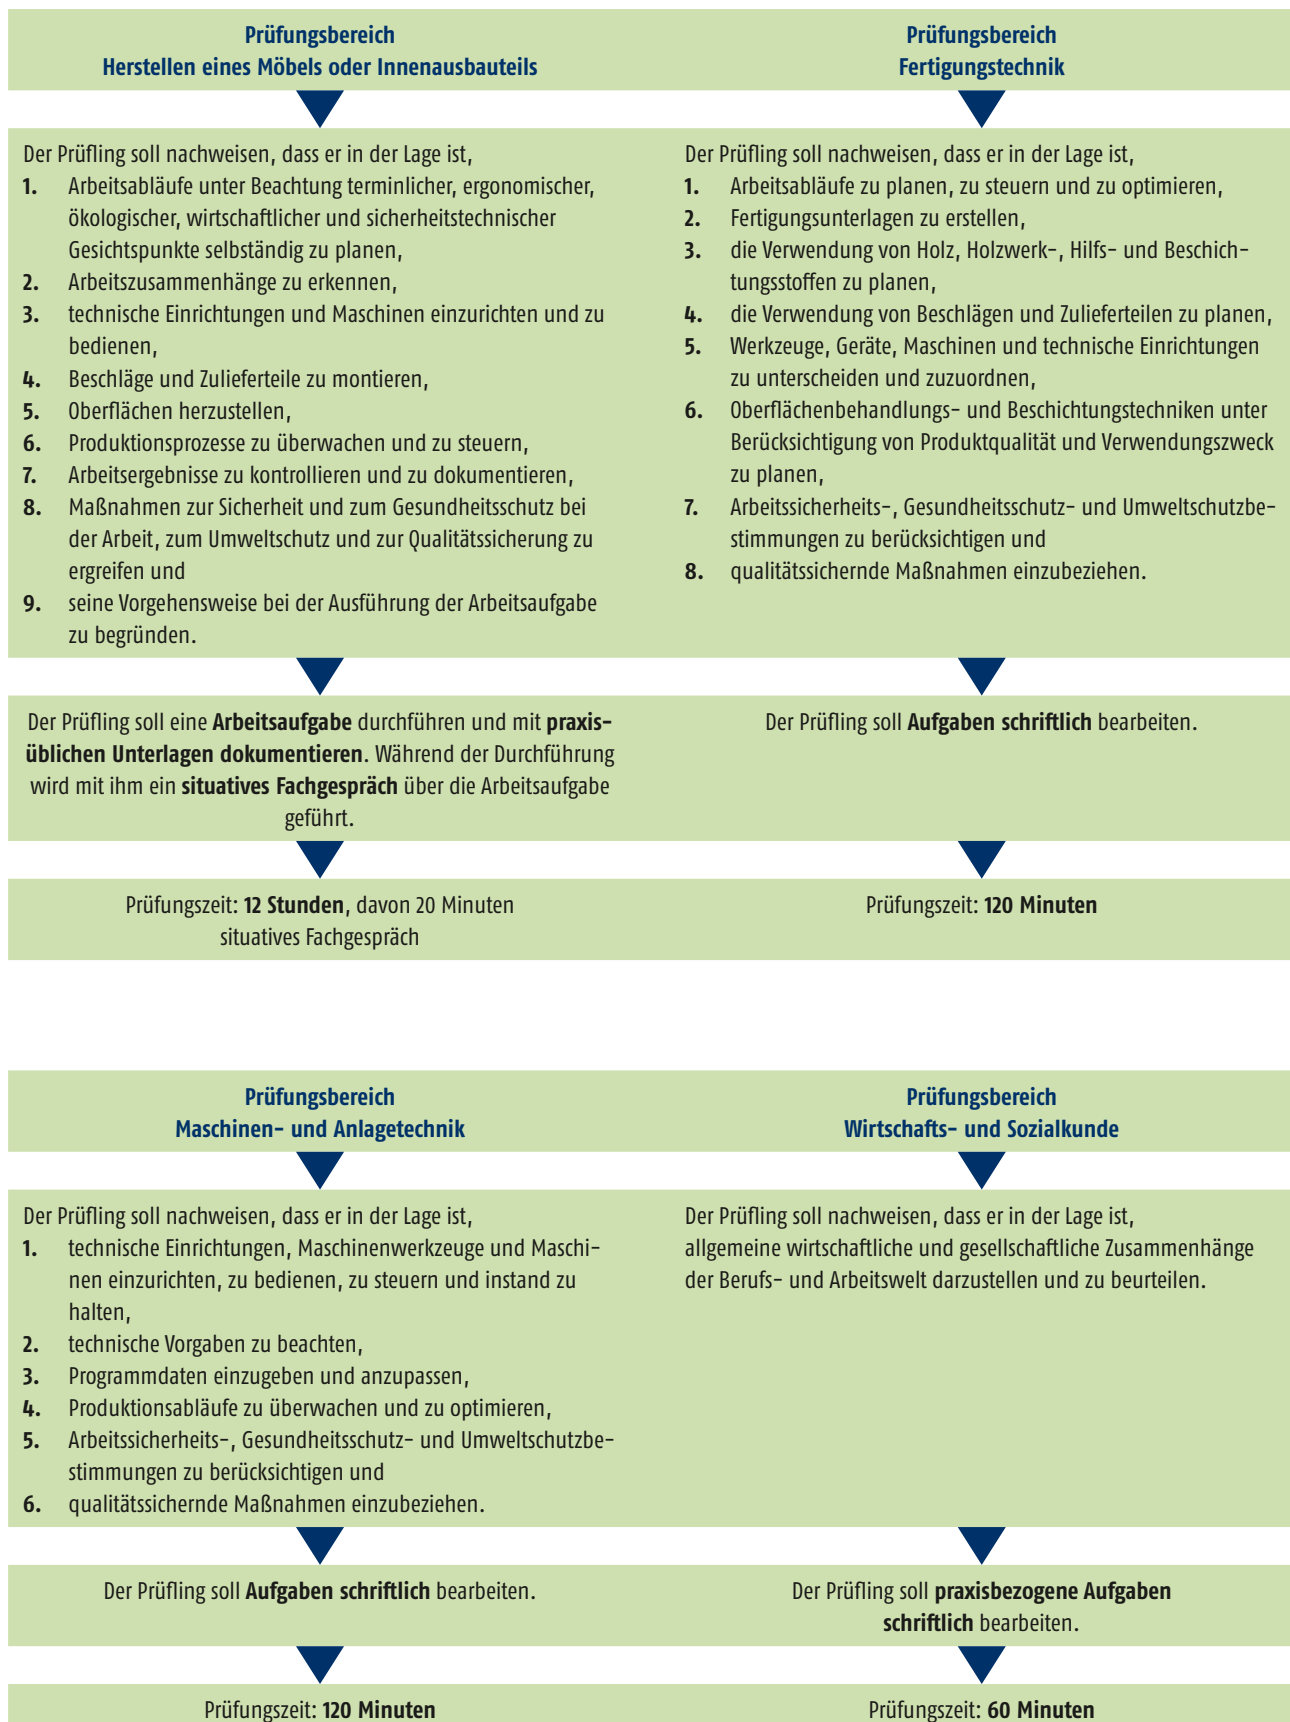 Prüfungsbereich
Herstellen eines Möbels oder Innenausbauteils
Der Prüfling soll nachweisen, dass er in der Lage ist,
1. Arbeitsabläufe unter Beachtung terminlicher, ergonomischer,
ökologischer, wirtschaftlicher und sicherheitstechnischer
Gesichtspunkte selbständig zu planen,
2. Arbeitszusammenhänge zu erkennen,
3. technische Einrichtungen und Maschinen einzurichten und zu
bedienen,
4. Beschläge und Zulieferteile zu montieren,
5. Oberflächen herzustellen,
6. Produktionsprozesse zu überwachen und zu steuern,
7. Arbeitsergebnisse zu kontrollieren und zu dokumentieren,
8. Maßnahmen zur Sicherheit und zum Gesundheitsschutz bei
der Arbeit, zum Umweltschutz und zur Qualitätssicherung zu
ergreifen und
9. seine Vorgehensweise bei der Ausführung der Arbeitsaufgabe
zu begründen.
Der Prüfling soll eine Arbeitsaufgabe durchführen und mit praxis-
üblichen Unterlagen dokumentieren. Während der Durchführung
wird mit ihm ein situatives Fachgespräch über die Arbeitsaufgabe
geführt.
Prüfungszeit: 12 Stunden, davon 20 Minuten
situatives Fachgespräch
Prüfungsbereich
Fertigungstechnik
Der Prüfling soll nachweisen, dass er in der Lage ist,
1. Arbeitsabläufe zu planen, zu steuern und zu optimieren,
2. Fertigungsunterlagen zu erstellen,
3. die Verwendung von Holz, Holzwerk-, Hilfs- und Beschich-
tungsstoffen zu planen,
4. die Verwendung von Beschlägen und Zulieferteilen zu planen,
5. Werkzeuge, Geräte, Maschinen und technische Einrichtungen
zu unterscheiden und zuzuordnen,
6. Oberflächenbehandlungs- und Beschichtungstechniken unter
Berücksichtigung von Produktqualität und Verwendungszweck
zu planen,
7. Arbeitssicherheits-, Gesundheitsschutz- und Umweltschutzbe-
stimmungen zu berücksichtigen und
8. qualitätssichernde Maßnahmen einzubeziehen.
Der Prüfling soll Aufgaben schriftlich bearbeiten.
Prüfungszeit: 120 Minuten
Prüfungsbereich
Maschinen- und Anlagetechnik
Der Prüfling soll nachweisen, dass er in der Lage ist,
1. technische Einrichtungen, Maschinenwerkzeuge und Maschi-
nen einzurichten, zu bedienen, zu steuern und instand zu
halten,
2. technische Vorgaben zu beachten,
3. Programmdaten einzugeben und anzupassen,
4. Produktionsabläufe zu überwachen und zu optimieren,
5. Arbeitssicherheits-, Gesundheitsschutz- und Umweltschutzbe-
stimmungen zu berücksichtigen und
6. qualitätssichernde Maßnahmen einzubeziehen.
Der Prüfling soll Aufgaben schriftlich bearbeiten.
Prüfungszeit: 120 Minuten
Prüfungsbereich
Wirtschafts- und Sozialkunde
Der Prüfling soll nachweisen, dass er in der Lage ist,
allgemeine wirtschaftliche und gesellschaftliche Zusammenhänge
der Berufs- und Arbeitswelt darzustellen und zu beurteilen.
Der Prüfling soll praxisbezogene Aufgaben
schriftlich bearbeiten.
Prüfungszeit: 60 Minuten